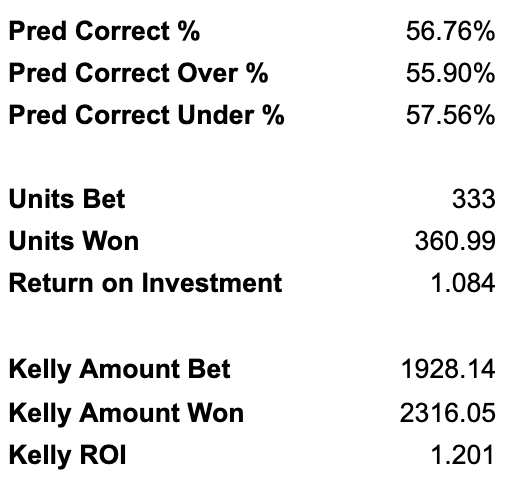 Pred Correct % 56.76%
Pred Correct Over % 55.90%
Pred Correct Under % 57.56%
Units Bet 333
Units Won 360.99
Return on Investment 1.084
Kelly Amount Bet 1928.14
Kelly Amount Won 2316.05
Kelly ROI 1.201